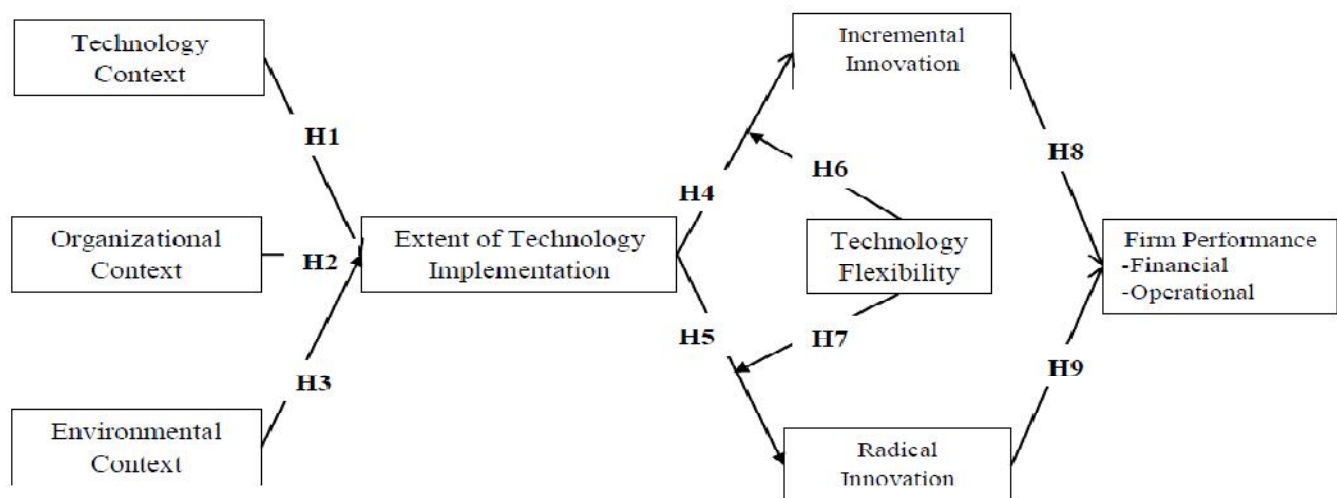 Technology
Context
Incremental
Innovation
H1
H8
H6
H4
Organizational
Context
H2
Extent of Technology
Implementation
Technology
Flexibility
Firm Performance
-Financial
-Operational
H5
H7
H3
H9
Environmental
Context
Radical
Innovation